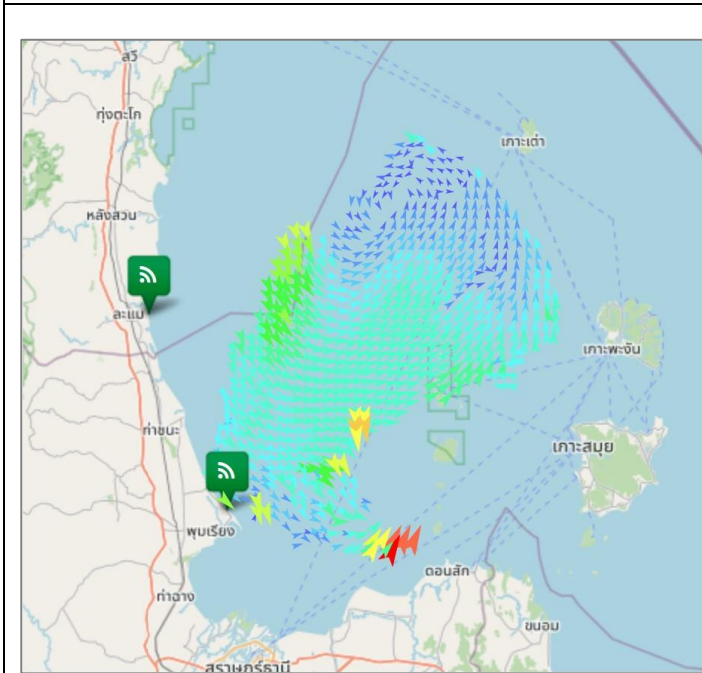 สวี
ทุ่งตะโก
เกาะเต่า
หลังสวน
ละแม
เกาะพะงัน
ท่าชนะ
เกาะสมุย
พุมเรียง
ดอนสัก
ท่าฉาง
ขนอม
สุราษฎร์ธานี